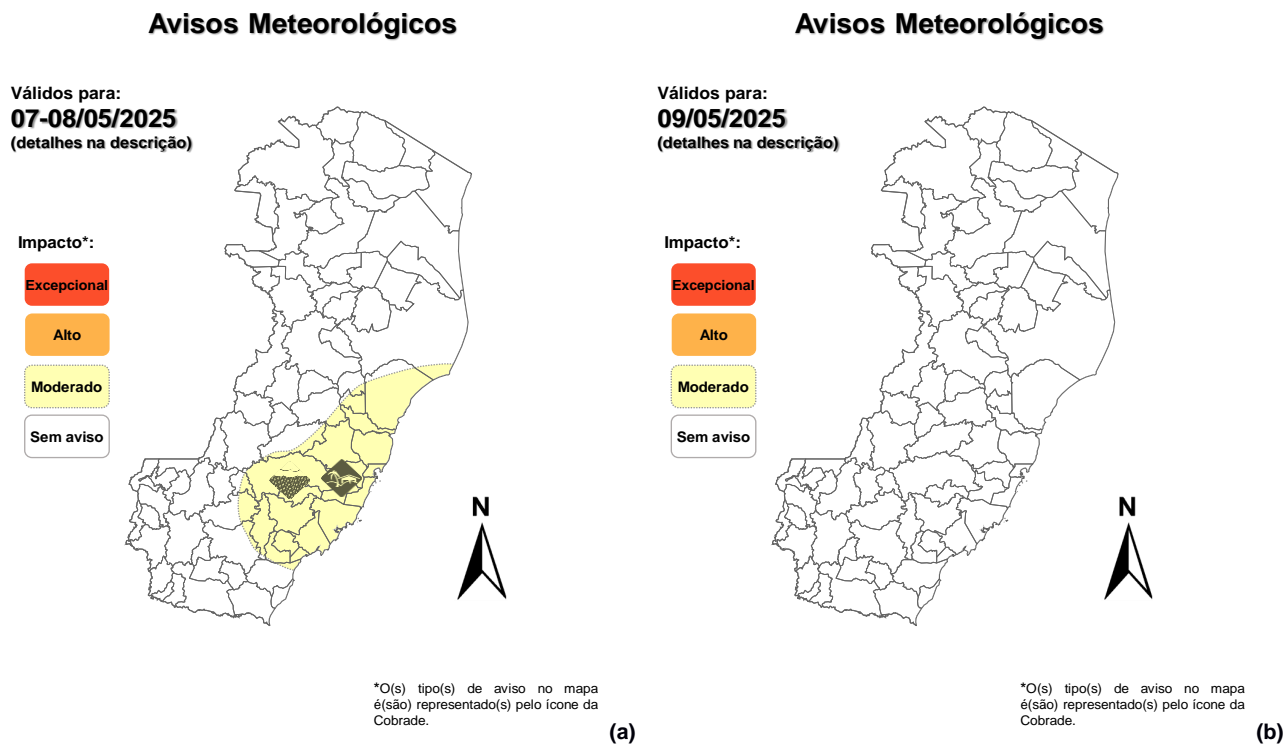 Avisos Meteorológicos
Válidos para:
07-08/05/2025
(detalhes na descrição)
Impacto*:
Excepcional
Alto
Moderado
Sem aviso
N
*O(s) tipo(s) de aviso no mapa
é(são) representado(s) pelo ícone da
Cobrade.
(a)
Avisos Meteorológicos
Válidos para:
09/05/2025
(detalhes na descrição)
Impacto*:
Excepcional
Alto
Moderado
Sem aviso
N
*O(s) tipo(s) de aviso no mapa
é(são) representado(s) pelo ícone da
Cobrade.
(b)